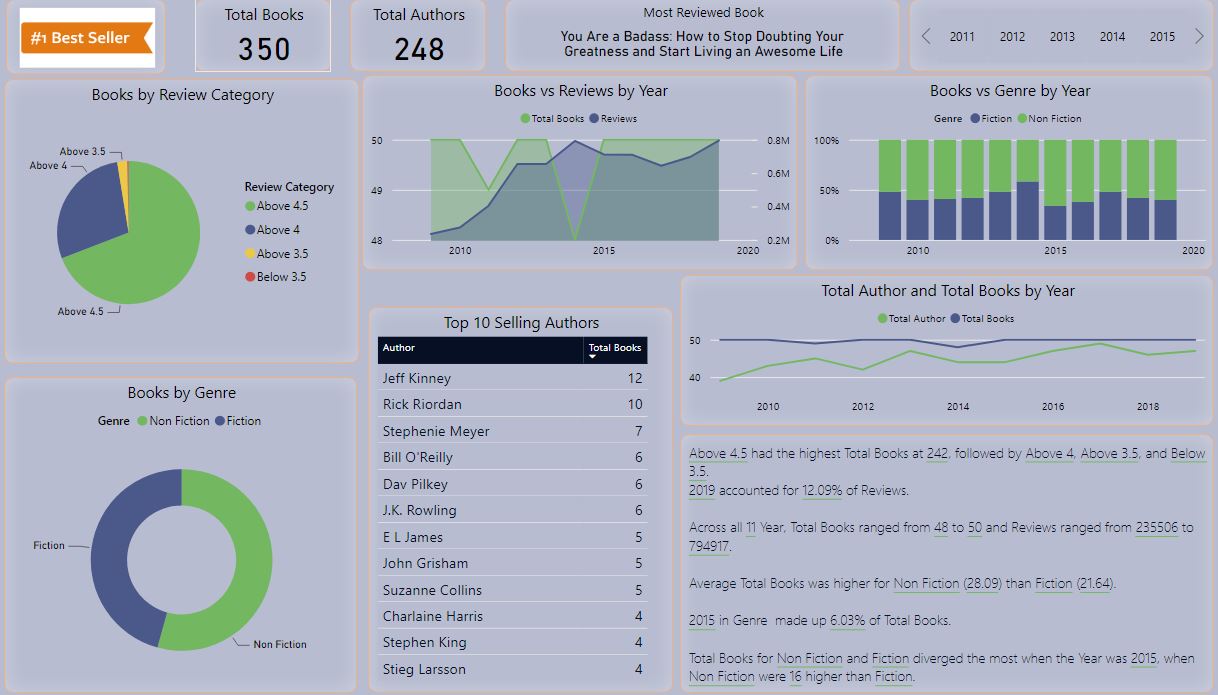 #1 Best Seller
Total Books
350
Total Authors
248
Most Reviewed Book
You Are a Badass: How to Stop Doubting Your
Greatness and Start Living an Awesome Life
2011 2012 2013 2014 2015
Books by Review Category
Above 3.5
Above 4
Above 4.5
Review Category
Above 4.5
Above 4
Above 3.5
Below 3.5
Books vs Reviews by Year
Total Books Reviews
50
49
48
0.8M
0.6M
0.4M
0.2M
2010 2015 2020
Books vs Genre by Year
Genre Fiction Non Fiction
100%
50%
0%
2010 2015 2020
Books by Genre
Genre Non Fiction Fiction
Fiction
Non Fiction
Top 10 Selling Authors
Author Total Books
Jeff Kinney 12
Rick Riordan 10
Stephenie Meyer 7
Bill O'Reilly 6
Dav Pilkey 6
J.K. Rowling 6
E L James 5
John Grisham 5
Suzanne Collins 5
Charlaine Harris 4
Stephen King 4
Stieg Larsson 4
Total Author and Total Books by Year
Total Author Total Books
50
40
2010 2012 2014 2016 2018
Above 4.5 had the highest Total Books at 242, followed by Above 4, Above 3.5, and Below
3.5.
2019 accounted for 12.09% of Reviews.
Across all 11 Year, Total Books ranged from 48 to 50 and Reviews ranged from 235506 to
794917.
Average Total Books was higher for Non Fiction (28.09) than Fiction (21.64).
2015 in Genre made up 6.03% of Total Books.
Total Books for Non Fiction and Fiction diverged the most when the Year was 2015, when
Non Fiction were 16 higher than Fiction.